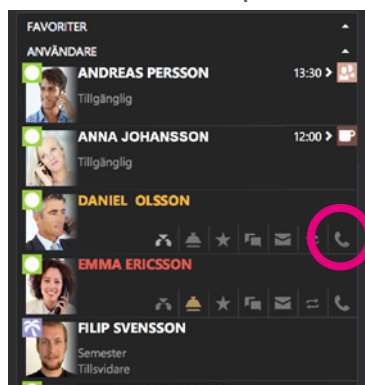 FAVORITER
ANVÄNDARE
ANDREAS PERSSON 13:30 >
Tillgänglig
ANNA JOHANSSON 12:00 >
Tillgänglig
DANIEL OLSSON
EMMA ERICSSON
FILIP SVENSSON
Semester
Tillsvidare